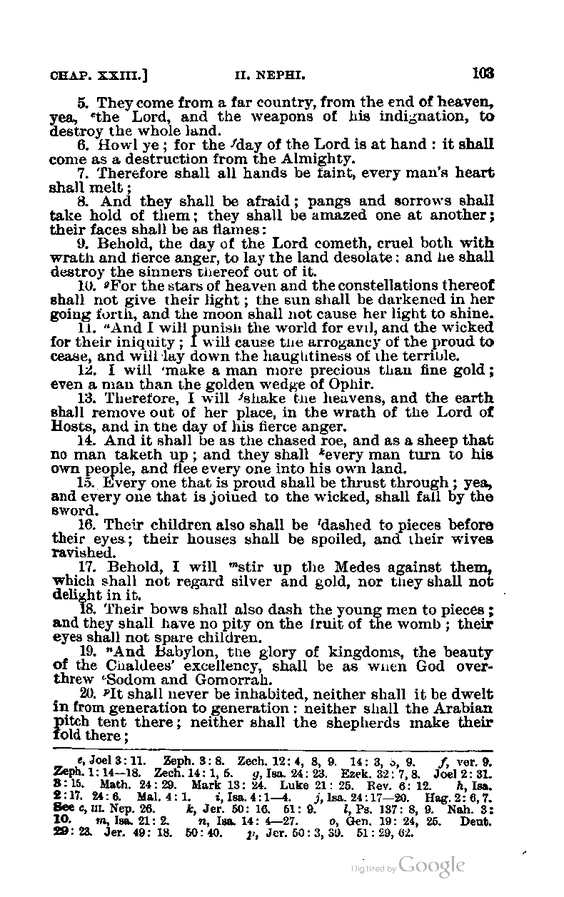 CHAP. XXIII.] II. NEPHI. 103
5. They come from a far country, from the end of heaven,
yea, ᵉthe Lord, and the weapons of his indignation, to
destroy the whole land.
6. Howl ye; for the ᶠday of the Lord is at hand: it shall
come as a destruction from the Almighty.
7. Therefore shall all hands be faint, every man's heart
shall melt;
8. And they shall be afraid; pangs and sorrows shall
take hold of them; they shall be amazed one at another;
their faces shall be as flames:
9. Behold, the day of the Lord cometh, cruel both with
wrath and fierce anger, to lay the land desolate: and he shall
destroy the sinners thereof out of it.
10. ᵍFor the stars of heaven and the constellations thereof
shall not give their light; the sun shall be darkened in her
going forth, and the moon shall not cause her light to shine.
11. ʰAnd I will punish the world for evil, and the wicked
for their iniquity; I will cause the arrogancy of the proud to
cease, and will lay down the haughtiness of the terrible.
12. I will ⁱmake a man more precious than fine gold;
even a man than the golden wedge of Ophir.
13. Therefore, I will ʲshake the heavens, and the earth
shall remove out of her place, in the wrath of the Lord of
Hosts, and in the day of his fierce anger.
14. And it shall be as the chased roe, and as a sheep that
no man taketh up; and they shall ᵏevery man turn to his
own people, and flee every one into his own land.
15. Every one that is proud shall be thrust through; yea,
and every one that is joined to the wicked, shall fall by the
sword.
16. Their children also shall be ˡdashed to pieces before
their eyes; their houses shall be spoiled, and their wives
ravished.
17. Behold, I will ᵐstir up the Medes against them,
which shall not regard silver and gold, nor they shall not
delight in it.
18. Their bows shall also dash the young men to pieces;
and they shall have no pity on the fruit of the womb; their
eyes shall not spare children.
19. ⁿAnd Babylon, the glory of kingdoms, the beauty
of the Chaldees' excellency, shall be as when God over-
threw ᵒSodom and Gomorrah.
20. ᵖIt shall never be inhabited, neither shall it be dwelt
in from generation to generation: neither shall the Arabian
pitch tent there; neither shall the shepherds make their
fold there;
e, Joel 3: 11. Zeph. 3: 8. Zech. 12: 4, 8, 9. 14: 3, 5, 9. f, ver. 9.
Zeph. 1: 14—18. Zech. 14: 1, 5. g, Isa. 24: 23. Ezek. 32: 7, 8. Joel 2: 31.
3: 15. Math. 24: 29. Mark 13: 24. Luke 21: 25. Rev. 6: 12. h, Isa.
2: 17. 24: 6. Mal. 4: 1. i, Isa. 4: 1—4. j, Isa. 24: 17—20. Hag. 2: 6, 7.
See e, III. Nep. 26. k, Jer. 50: 16. 51: 9. l, Ps. 137: 8, 9. Nah. 3:
10. m, Isa. 21: 2. n, Isa. 14: 4—27. o, Gen. 19: 24, 25. Deut.
29: 23. Jer. 49: 18. 50: 40. p, Jer. 50: 3, 39. 51: 29, 62.
Digitized by Google